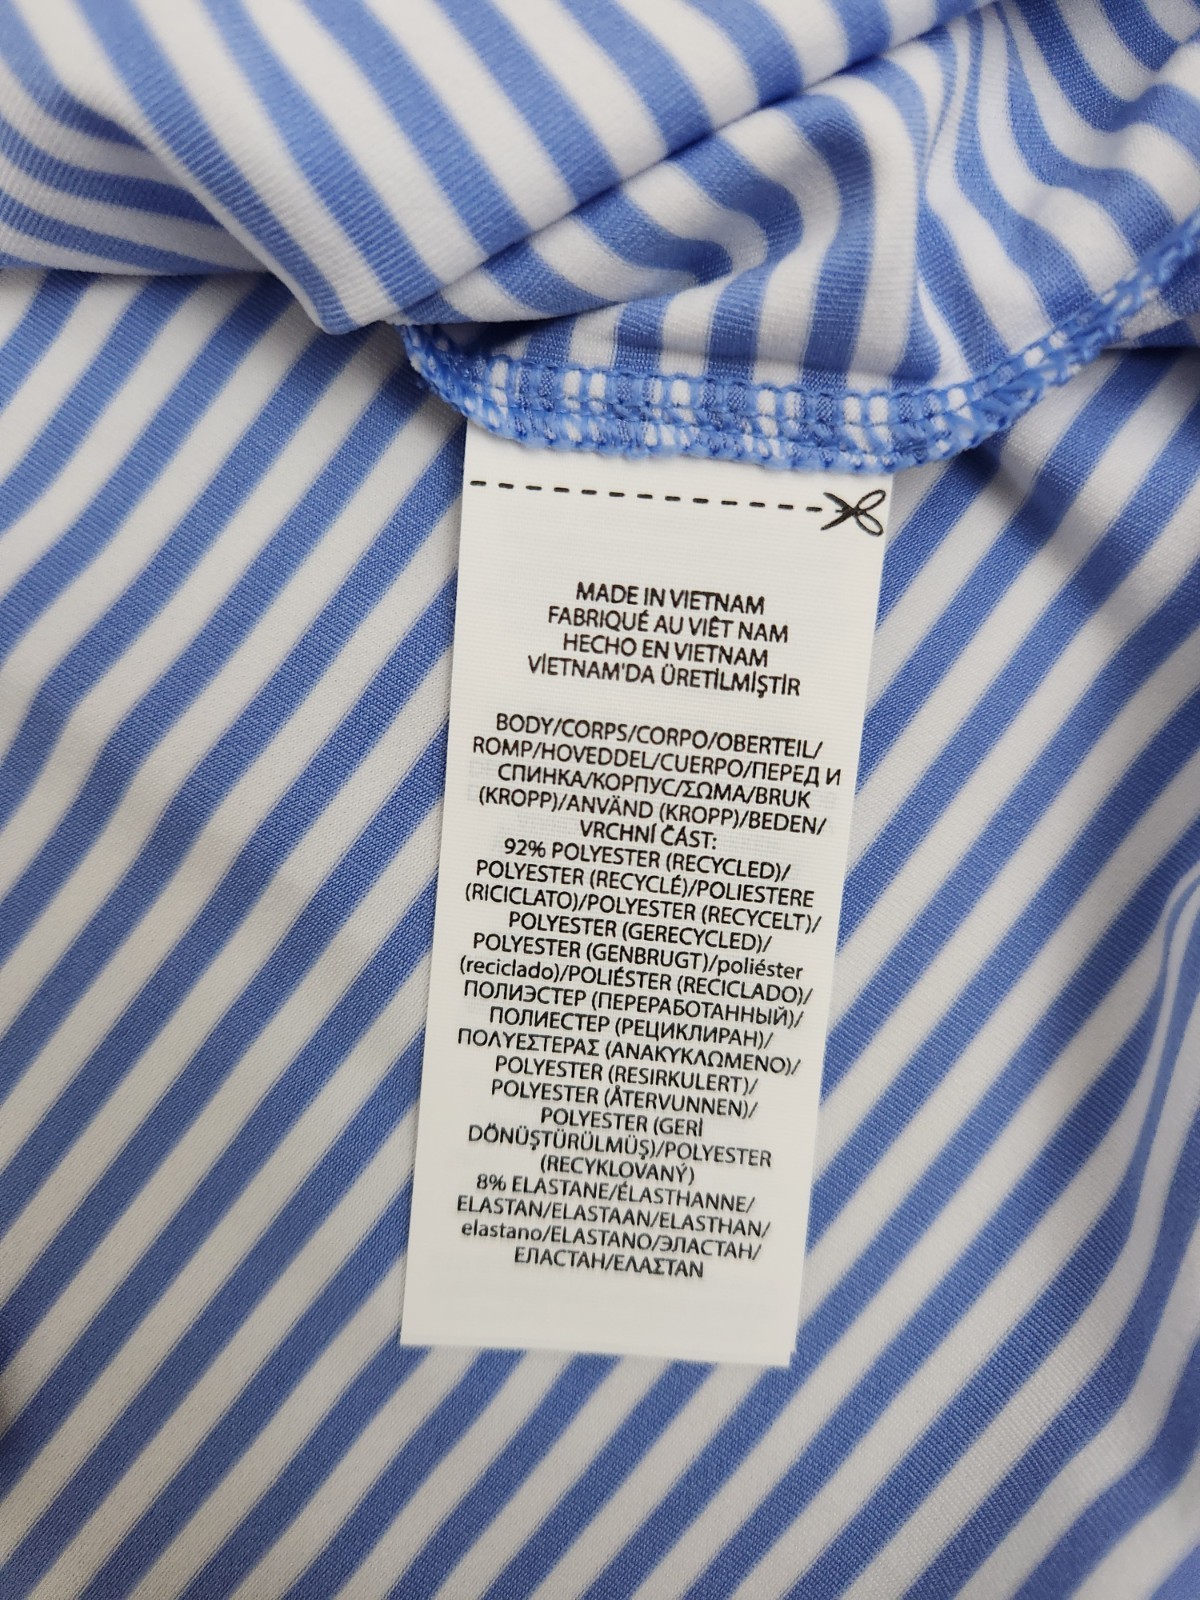 MADE IN VIETNAM
FABRIQUÉ AU VIÊT NAM
HECHO EN VIETNAM
VİETNAM'DA ÜRETİLMİŞTİR
BODY/CORPS/CORPO/OBERTEIL/
ROMP/HOVEDDEL/CUERPO/ПЕРЕД И
СПИНКА/КОРПУС/ΣΩΜΑ/BRUK
(KROPP)/ANVÄND (KROPP)/BEDEN/
VRCHNÍ ČÁST:
92% POLYESTER (RECYCLED)/
POLYESTER (RECYCLÉ)/POLIESTERE
(RICICLATO)/POLYESTER (RECYCELT)/
POLYESTER (GERECYCLED)/
POLYESTER (GENBRUGT)/poliéster
(reciclado)/POLIÉSTER (RECICLADO)/
ПОЛИЭСТЕР (ПЕРЕРАБОТАННЫЙ)/
ПОЛИЕСТЕР (РЕЦИКЛИРАН)/
ΠΟΛΥΕΣΤΕΡΑΣ (ΑΝΑΚΥΚΛΩΜΕΝΟ)/
POLYESTER (RESIRKULERT)/
POLYESTER (ÅTERVUNNEN)/
POLYESTER (GERİ
DÖNÜŞTÜRÜLMÜŞ)/POLYESTER
(RECYKLOVANÝ)
8% ELASTANE/ÉLASTHANNE/
ELASTAN/ELASTAAN/ELASTHAN/
elastano/ELASTANO/ЭЛАСТАН/
ЕЛАСТАН/ΕΛΑΣΤΑΝ